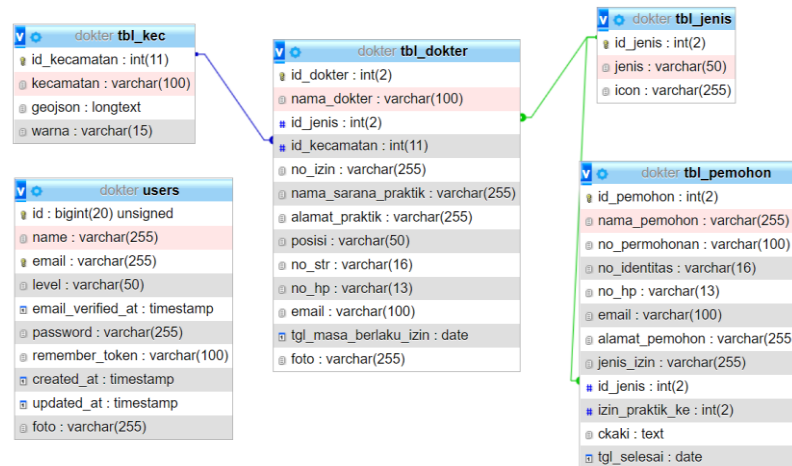 dokter tbl_kec
id_kecamatan : int(11)
kecamatan : varchar(100)
geojson : longtext
warna : varchar(15)
dokter users
id : bigint(20) unsigned
name : varchar(255)
email : varchar(255)
level : varchar(50)
email_verified_at : timestamp
password : varchar(255)
remember_token : varchar(100)
created_at : timestamp
updated_at : timestamp
foto : varchar(255)
dokter tbl_dokter
id_dokter : int(2)
nama_dokter : varchar(100)
id_jenis : int(2)
id_kecamatan : int(11)
no_izin : varchar(255)
nama_sarana_praktik : varchar(255)
alamat_praktik : varchar(255)
posisi : varchar(50)
no_str : varchar(16)
no_hp : varchar(13)
email : varchar(100)
tgl_masa_berlaku_izin : date
foto : varchar(255)
dokter tbl_jenis
id_jenis : int(2)
jenis : varchar(50)
icon : varchar(255)
dokter tbl_pemohon
id_pemohon : int(2)
nama_pemohon : varchar(255)
no_permohonan : varchar(100)
no_identitas : varchar(16)
no_hp : varchar(13)
email : varchar(100)
alamat_pemohon : varchar(255
jenis_izin : varchar(255)
id_jenis : int(2)
izin_praktik_ke : int(2)
ckaki : text
tgl_selesai : date